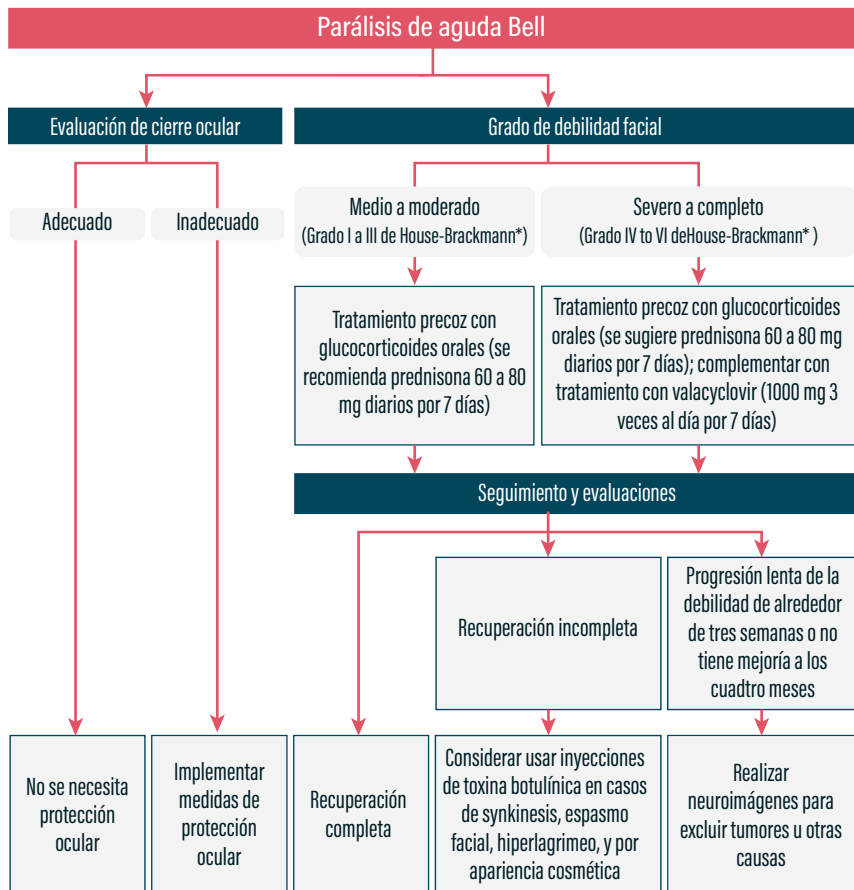 Parálisis de aguda Bell
Evaluación de cierre ocular
Grado de debilidad facial
Adecuado
Inadecuado
Medio a moderado
(Grado I a III de House-Brackmann*)
Severo a completo
(Grado IV to VI deHouse-Brackmann* )
Tratamiento precoz con
glucocorticoides orales (se
recomienda prednisona 60 a 80
mg diarios por 7 días)
Tratamiento precoz con glucocorticoides
orales (se sugiere prednisona 60 a 80 mg
diarios por 7 días); complementar con
tratamiento con valacyclovir (1000 mg 3
veces al día por 7 días)
Seguimiento y evaluaciones
Recuperación incompleta
Progresión lenta de la
debilidad de alrededor
de tres semanas o no
tiene mejoría a los
cuadtro meses
No se necesita
protección
ocular
Implementar
medidas de
protección
ocular
Recuperación
completa
Considerar usar inyecciones
de toxina botulínica en casos
de synkinesis, espasmo
facial, hiperlagrimeo, y por
apariencia cosmética
Realizar
neuroimágenes para
excluir tumores u otras
causas